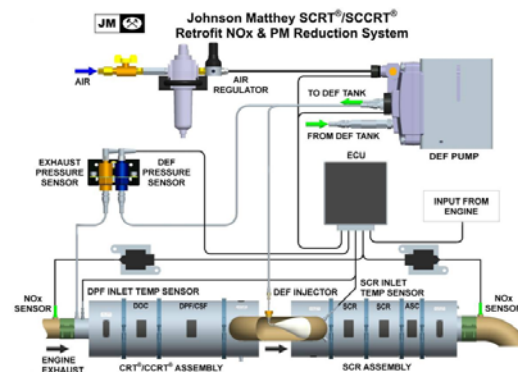 JM
Johnson Matthey SCRT®/SCCRT®
Retrofit NOx & PM Reduction System
AIR
AIR
REGULATOR
TO DEF TANK
FROM DEF TANK
DEF PUMP
EXHAUST
PRESSURE
SENSOR
DEF
PRESSURE
SENSOR
ECU
INPUT FROM
ENGINE
NOx
SENSOR
DPF INLET TEMP SENSOR
DEF INJECTOR
SCR INLET
TEMP SENSOR
NOx
SENSOR
DOC
DPF/CSF
SCR
SCR
ASC
ENGINE
EXHAUST
CRT®/CCRT® ASSEMBLY
SCR ASSEMBLY